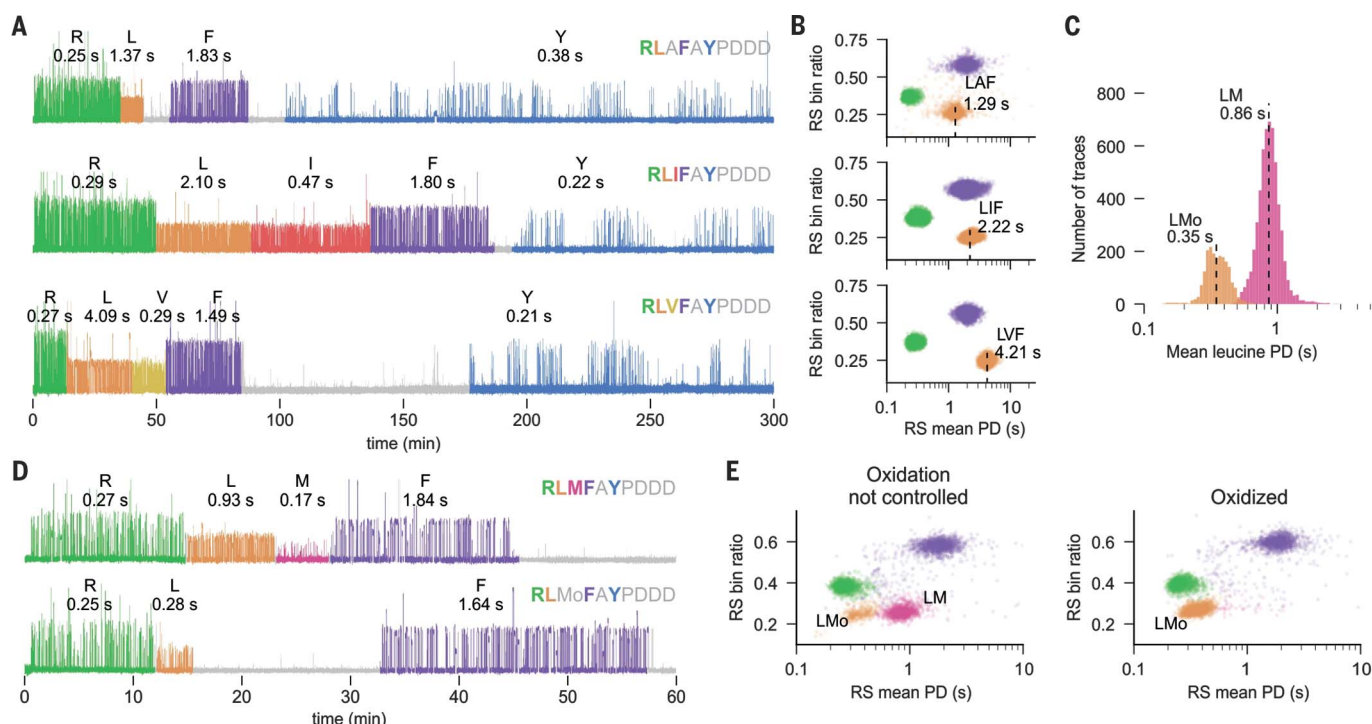 A
R L F Y RLAFAYPDDD
0.25 s 1.37 s 1.83 s 0.38 s
R L I F Y RLIFAYPDDD
0.29 s 2.10 s 0.47 s 1.80 s 0.22 s
R L V F Y RLVFAYPDDD
0.27 s 4.09 s 0.29 s 1.49 s 0.21 s
0 50 100 150 200 250 300
time (min)
B
RS bin ratio
0.75
0.50
0.25
LAF
1.29 s
RS bin ratio
0.75
0.50
0.25
LIF
2.22 s
RS bin ratio
0.75
0.50
0.25
LVF
4.21 s
0.1 1 10
RS mean PD (s)
C
Number of traces
800
600
400
200
0
LM
0.86 s
LMo
0.35 s
0.1 1
Mean leucine PD (s)
D
R L M F RLMFAYPDDD
0.27 s 0.93 s 0.17 s 1.84 s
R L F RLMoFAYPDDD
0.25 s 0.28 s 1.64 s
0 10 20 30 40 50 60
time (min)
E
Oxidation
not controlled
RS bin ratio
0.6
0.4
0.2
LMo
LM
0.1 1 10
RS mean PD (s)
Oxidized
RS bin ratio
0.6
0.4
0.2
LMo
0.1 1 10
RS mean PD (s)